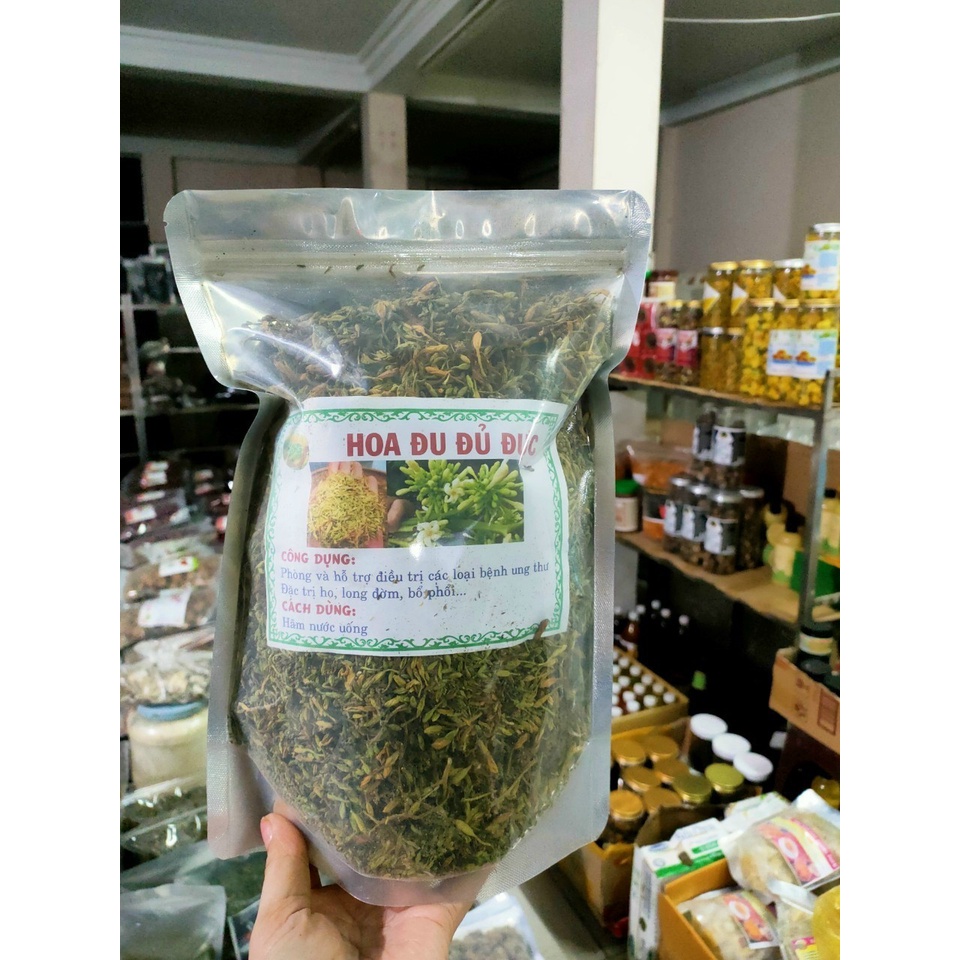 HOA ĐU ĐỦ ĐỰC
CÔNG DỤNG:
Phòng và hỗ trợ điều trị các loại bệnh ung thư
Đặc trị ho, long đờm, bổ phổi...
CÁCH DÙNG:
Hãm nước uống